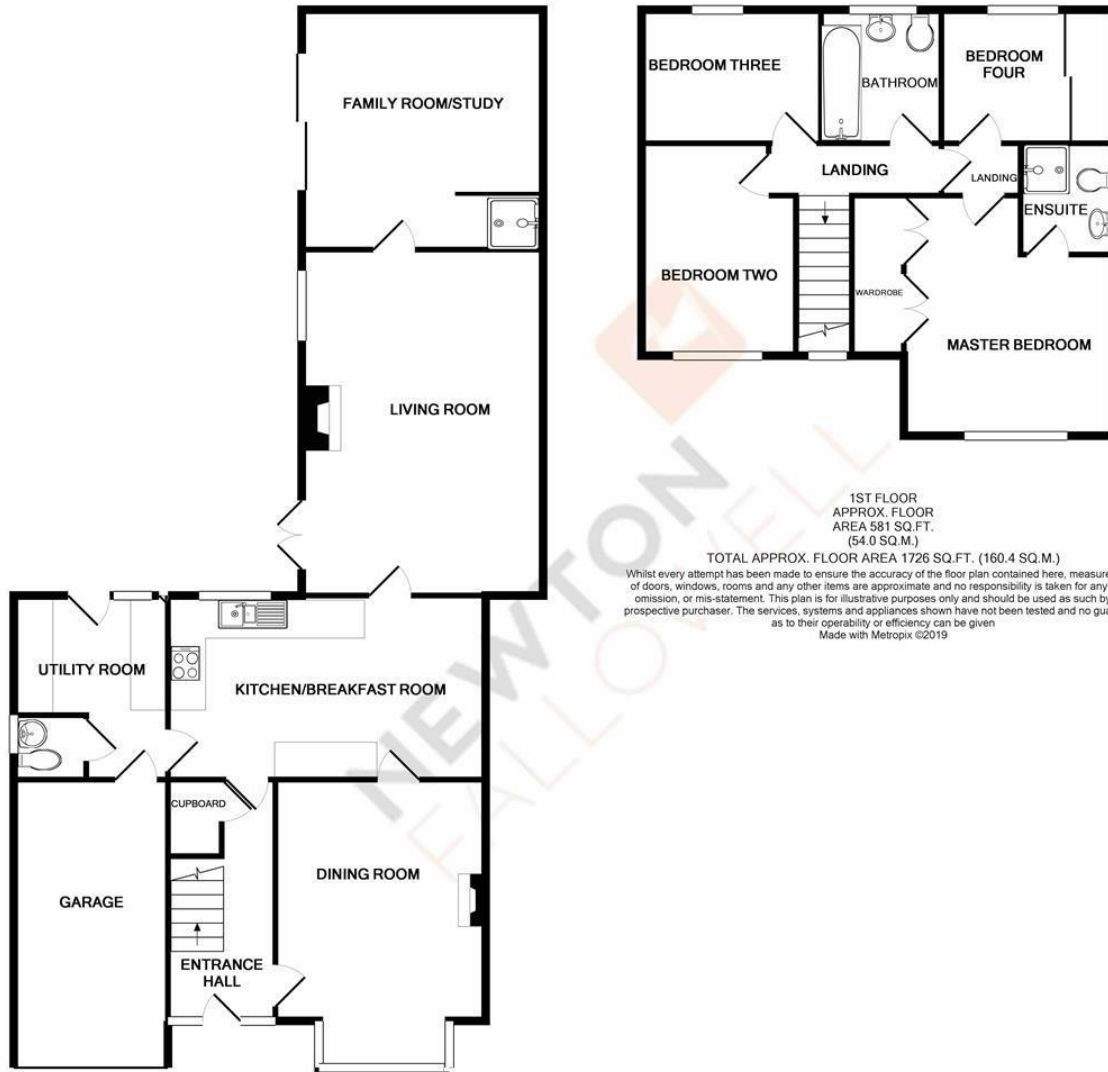 FAMILY ROOM/STUDY
LIVING ROOM
UTILITY ROOM
KITCHEN/BREAKFAST ROOM
CUPBOARD
GARAGE
DINING ROOM
ENTRANCE
HALL
BEDROOM THREE
BATHROOM
BEDROOM
FOUR
LANDING
LANDING
ENSUITE
BEDROOM TWO
WARDROBE
MASTER BEDROOM
NEWTON
FALLOWELL
1ST FLOOR
APPROX. FLOOR
AREA 581 SQ.FT.
(54.0 SQ.M.)
TOTAL APPROX. FLOOR AREA 1726 SQ.FT. (160.4 SQ.M.)
Whilst every attempt has been made to ensure the accuracy of the floor plan contained here, measure
of doors, windows, rooms and any other items are approximate and no responsibility is taken for any
omission, or mis-statement. This plan is for illustrative purposes only and should be used as such by
prospective purchaser. The services, systems and appliances shown have not been tested and no gua
as to their operability or efficiency can be given
Made with Metropix ©2019